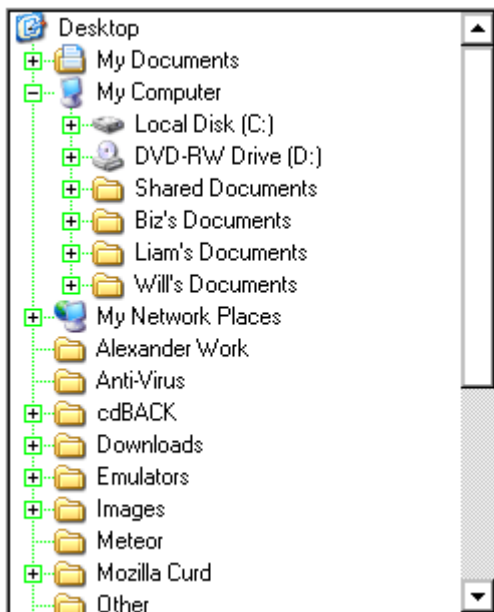 Desktop
My Documents
My Computer
Local Disk (C:)
DVD-RW Drive (D:)
Shared Documents
Biz's Documents
Liam's Documents
Will's Documents
My Network Places
Alexander Work
Anti-Virus
cdBACK
Downloads
Emulators
Images
Meteor
Mozilla Curd
Other